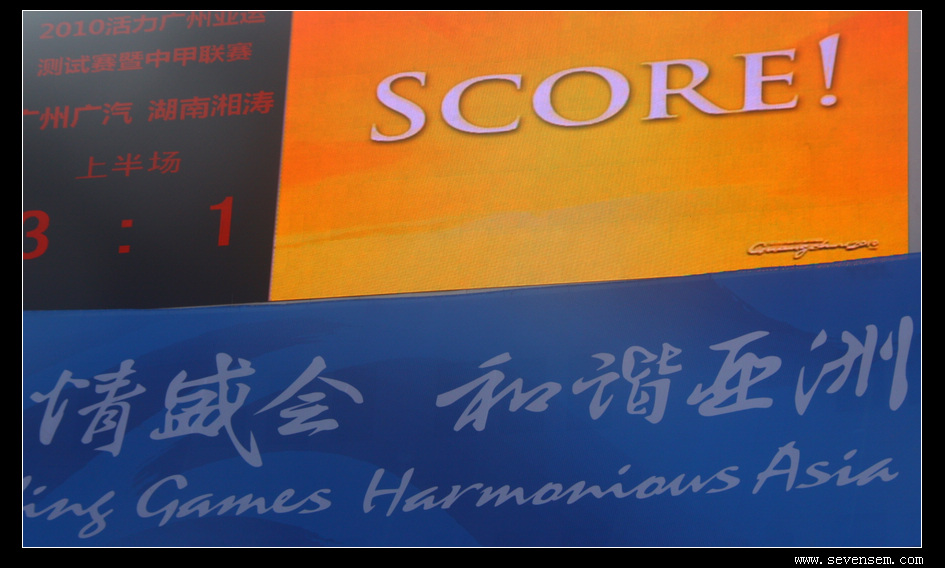 2010活力广州亚运
测试赛暨中甲联赛
广州广汽 湖南湘涛
上半场
3 : 1
SCORE!
Guangzhou 2010
情盛会 和谐亚洲
ing Games Harmonious Asia
www.sevensem.com